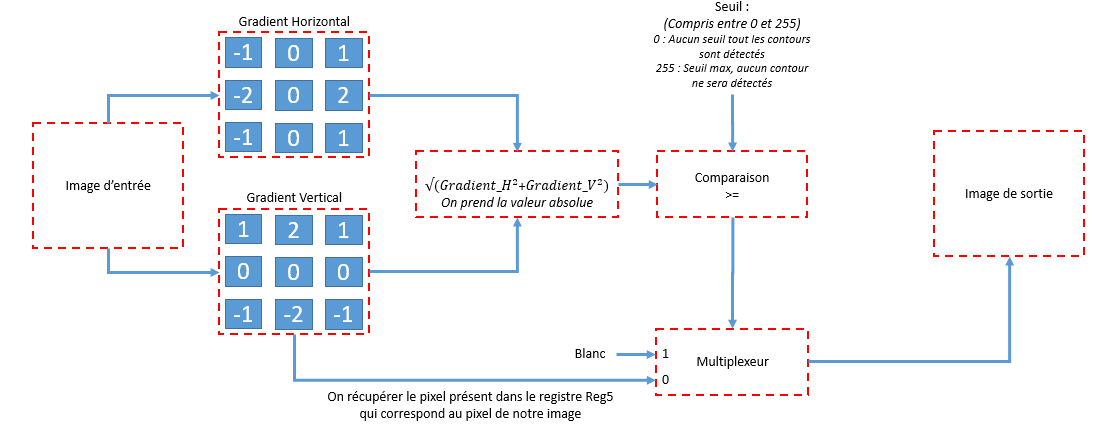 Seuil :
(Compris entre 0 et 255)
0 : Aucun seuil tout les contours
sont détectés
255 : Seuil max, aucun contour
ne sera détectés
Gradient Horizontal
-1 0 1
-2 0 2
-1 0 1
Image d'entrée
Gradient Vertical
1 2 1
0 0 0
-1 -2 -1
√(Gradient_H²+Gradient_V²)
On prend la valeur absolue
Comparaison
>=
Image de sortie
Blanc
1
0
Multiplexeur
On récupérer le pixel présent dans le registre Reg5
qui correspond au pixel de notre image